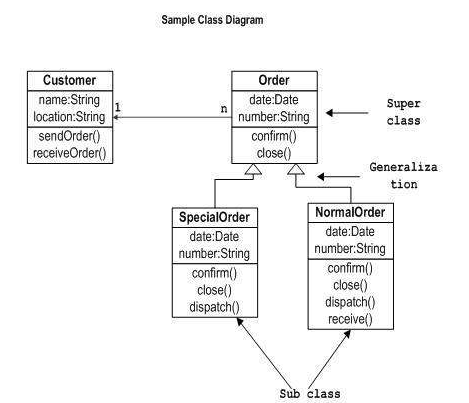 Sample Class Diagram
Customer
name:String
location:String
sendOrder()
receiveOrder()
1
n
Order
date:Date
number:String
confirm()
close()
Super
class
Generaliza
tion
SpecialOrder
date:Date
number:String
confirm()
close()
dispatch()
NormalOrder
date:Date
number:String
confirm()
close()
dispatch()
receive()
Sub class